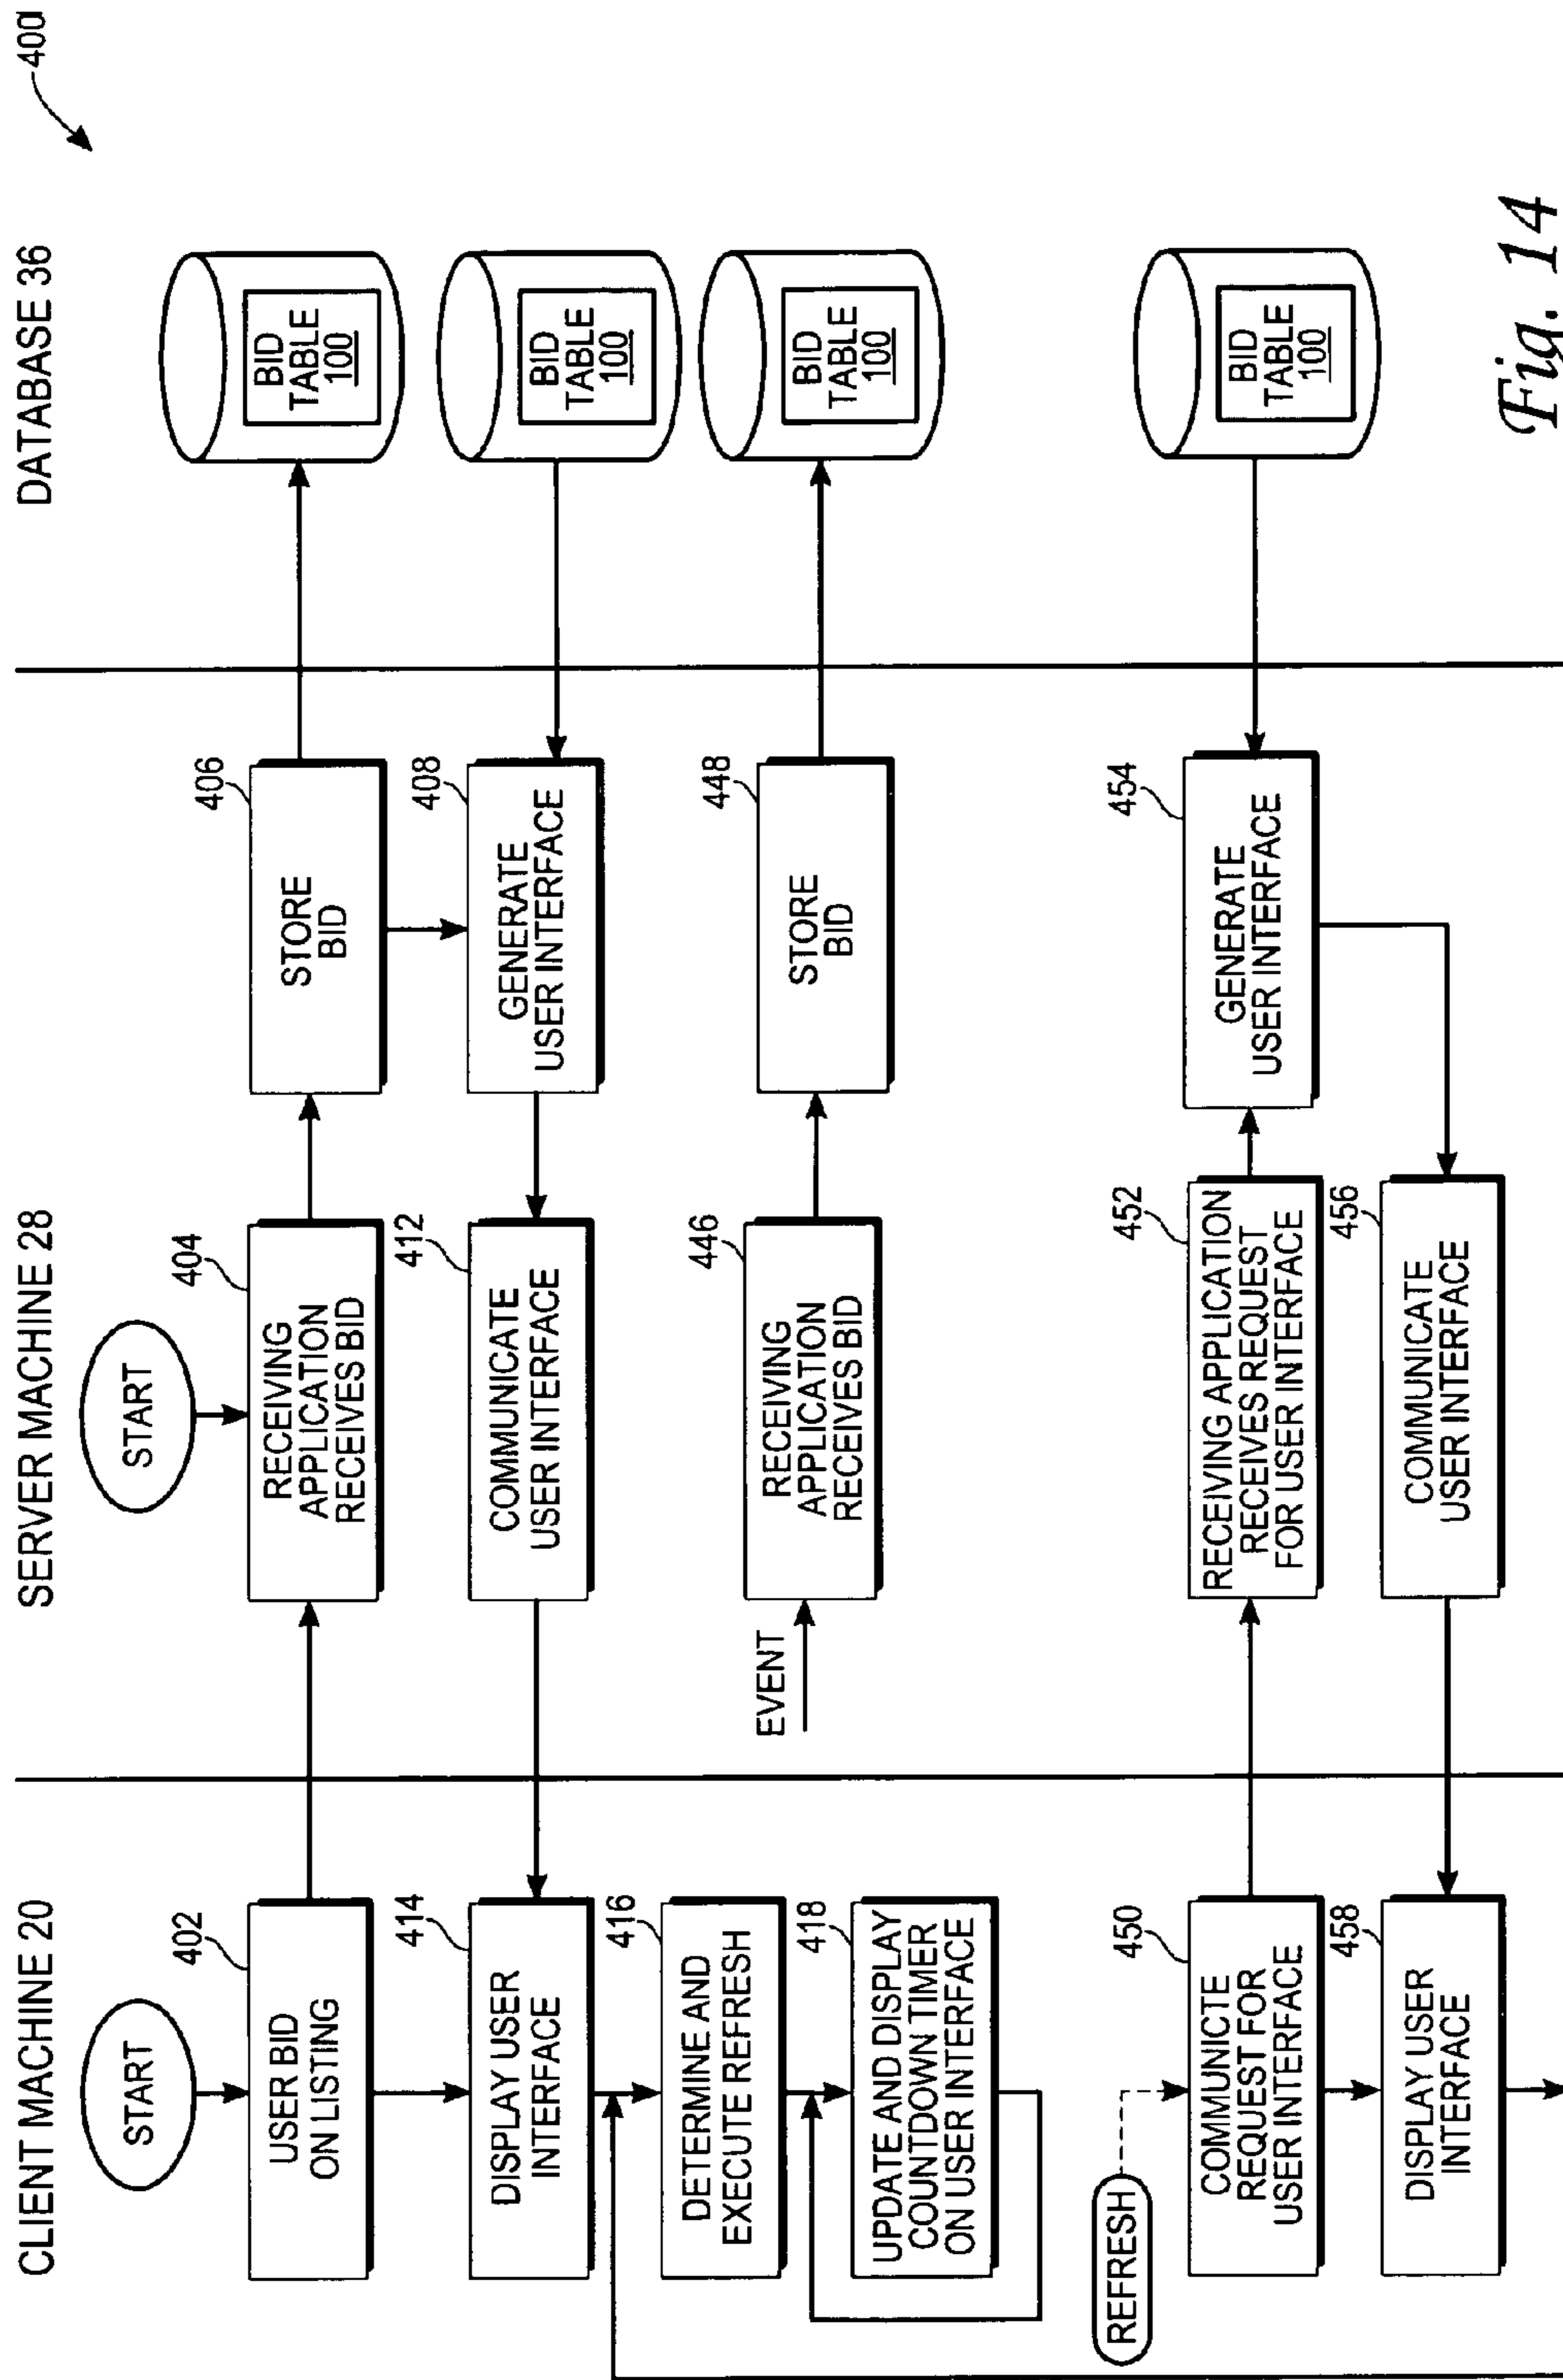 400
CLIENT MACHINE 20
SERVER MACHINE 28
DATABASE 36
START
START
402
USER BID
ON LISTING
404
RECEIVING
APPLICATION
RECEIVES BID
406
STORE
BID
BID
TABLE
100
414
DISPLAY USER
INTERFACE
412
COMMUNICATE
USER INTERFACE
408
GENERATE
USER INTERFACE
BID
TABLE
100
416
DETERMINE AND
EXECUTE REFRESH
418
UPDATE AND DISPLAY
COUNTDOWN TIMER
ON USER INTERFACE
EVENT
446
RECEIVING
APPLICATION
RECEIVES BID
448
STORE
BID
BID
TABLE
100
REFRESH
450
COMMUNICTE
REQUEST FOR
USER INTERFACE
452
RECEIVING APPLICATION
RECEIVES REQUEST
FOR USER INTERFACE
454
GENERATE
USER INTERFACE
BID
TABLE
100
458
DISPLAY USER
INTERFACE
456
COMMUNICATE
USER INTERFACE
Fig. 14